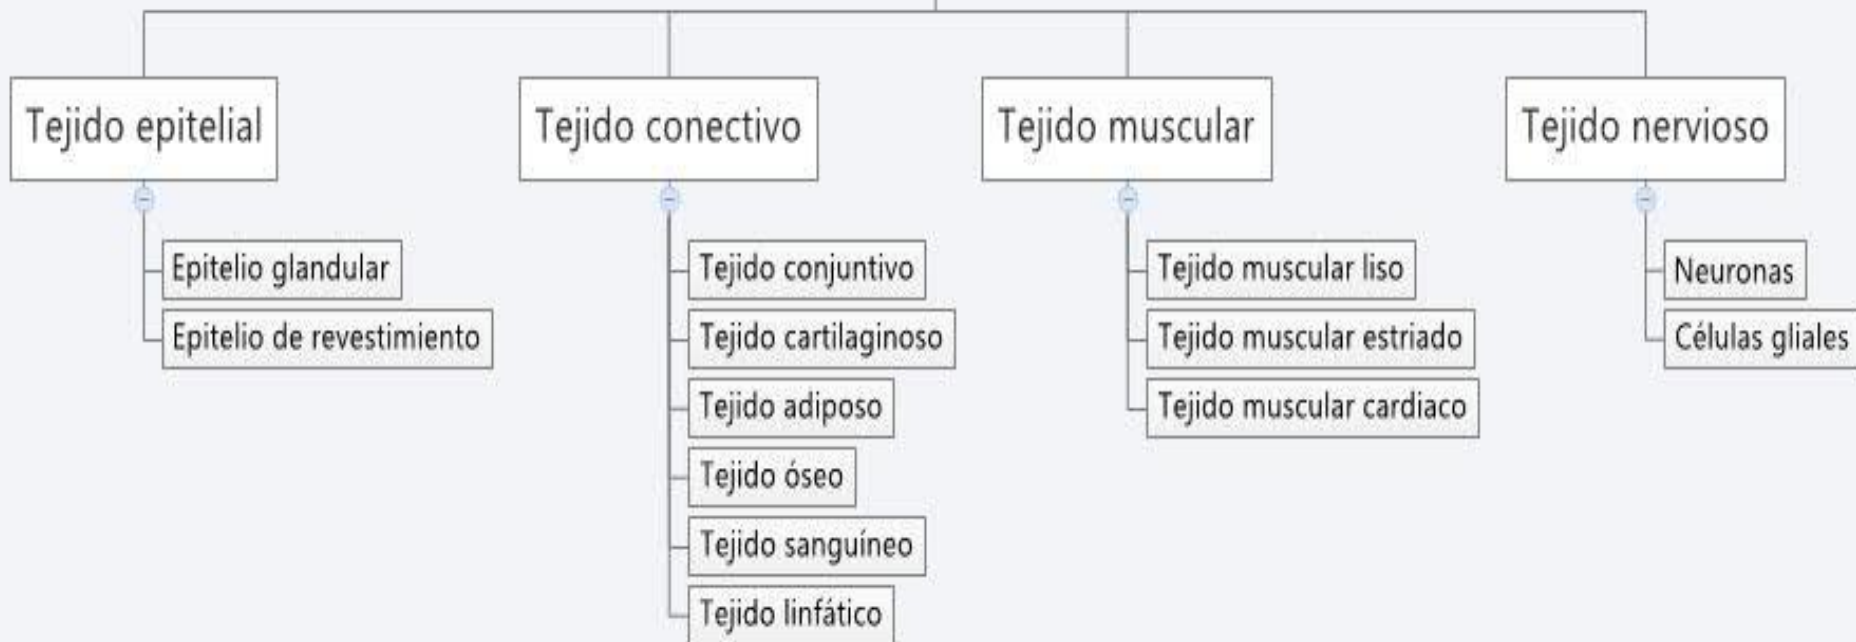 Tejido epitelial
Epitelio glandular
Epitelio de revestimiento
Tejido conectivo
Tejido conjuntivo
Tejido cartilaginoso
Tejido adiposo
Tejido óseo
Tejido sanguíneo
Tejido linfático
Tejido muscular
Tejido muscular liso
Tejido muscular estriado
Tejido muscular cardiaco
Tejido nervioso
Neuronas
Células gliales